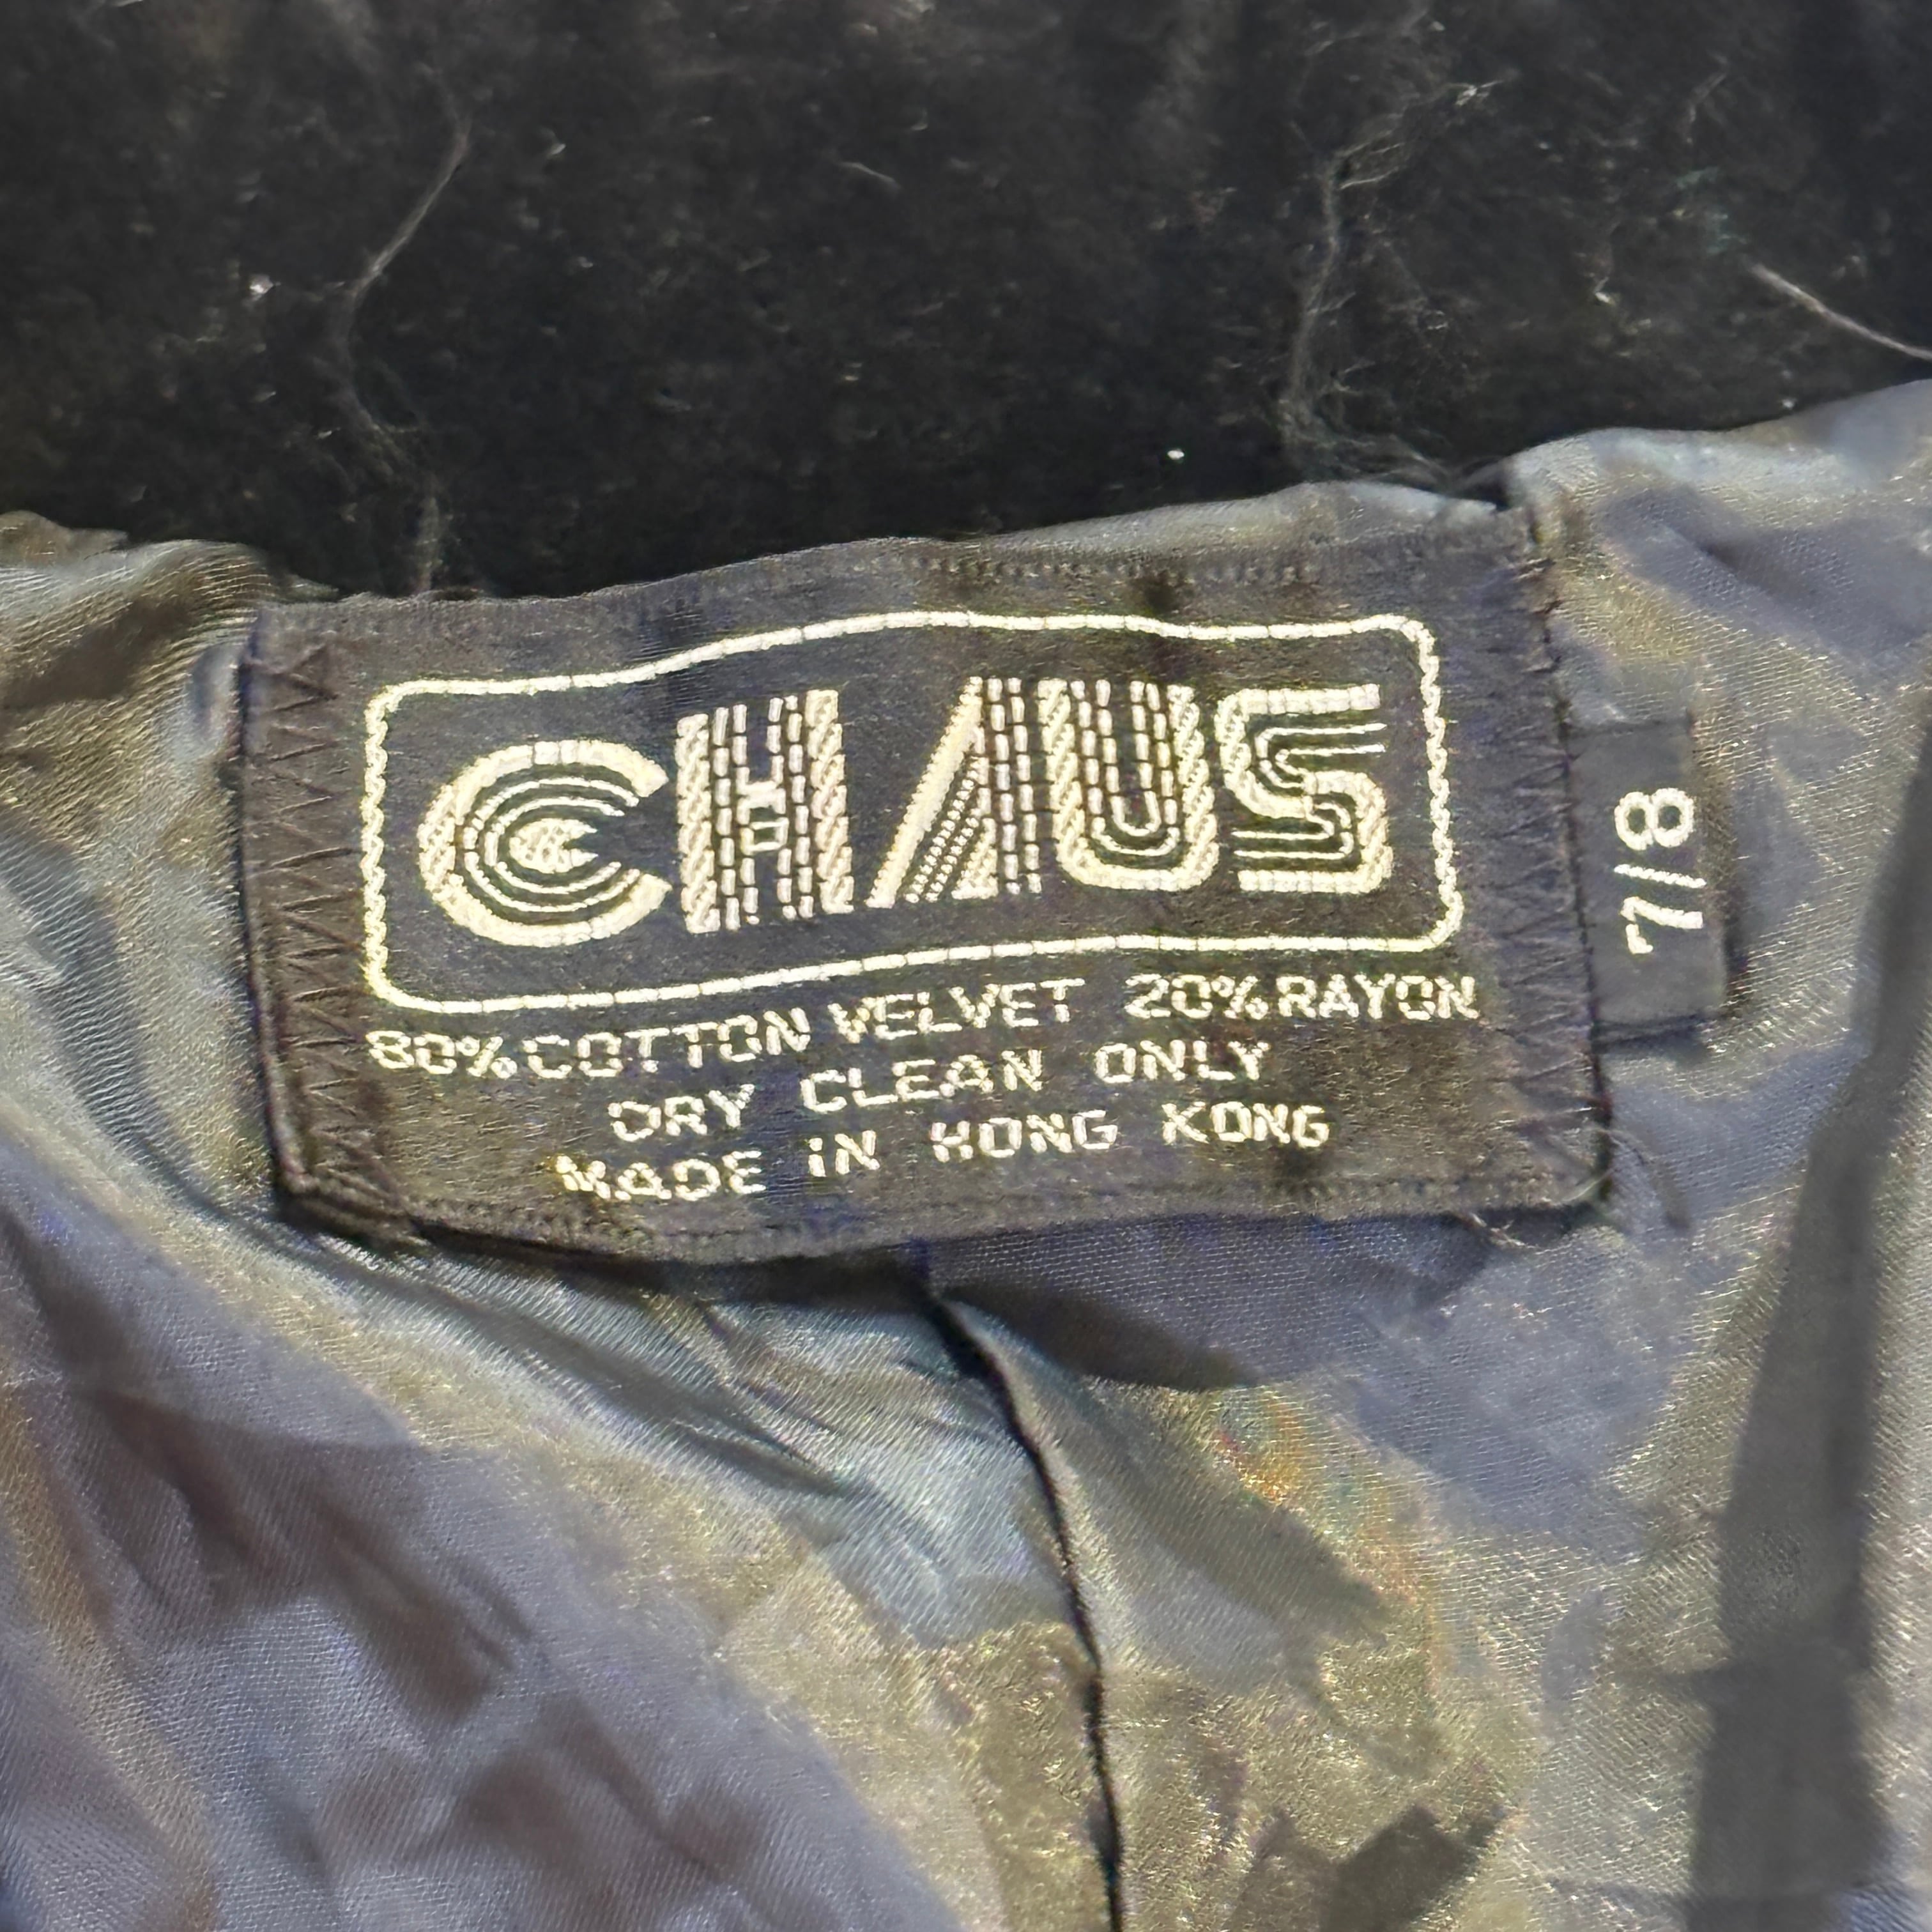 CHAUS
7/8
80% COTTON VELVET 20% RAYON
DRY CLEAN ONLY
MADE IN HONG KONG